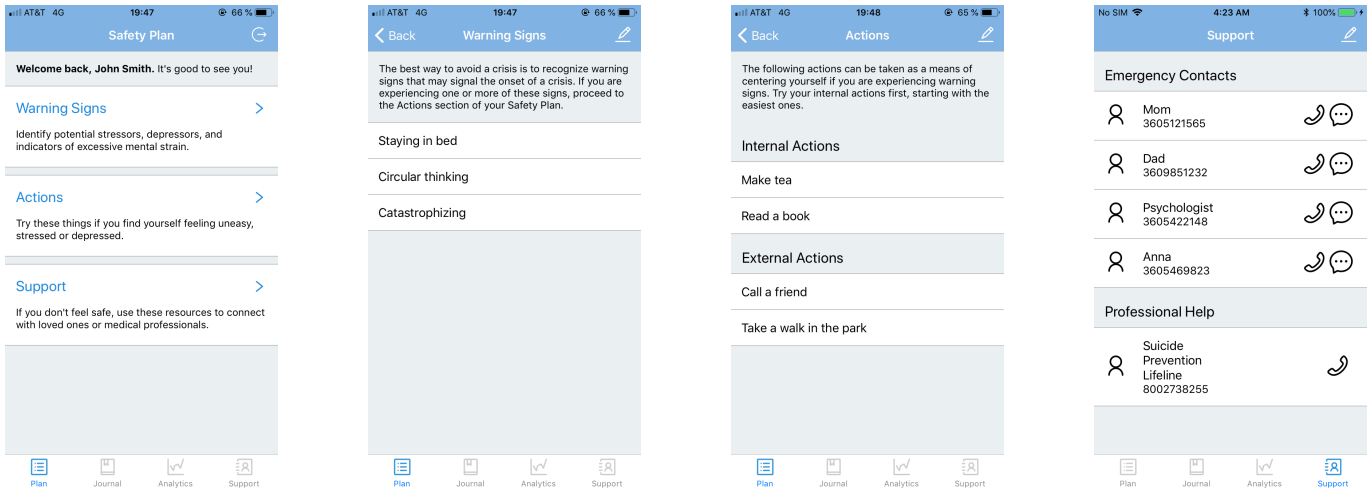 AT&T 4G 19:47 66 %
Safety Plan
Welcome back, John Smith. It's good to see you!
Warning Signs
Identify potential stressors, depressors, and
indicators of excessive mental strain.
Actions
Try these things if you find yourself feeling uneasy,
stressed or depressed.
Support
If you don't feel safe, use these resources to connect
with loved ones or medical professionals.
Plan Journal Analytics Support
AT&T 4G 19:47 66 %
Back Warning Signs
The best way to avoid a crisis is to recognize warning
signs that may signal the onset of a crisis. If you are
experiencing one or more of these signs, proceed to
the Actions section of your Safety Plan.
Staying in bed
Circular thinking
Catastrophizing
Plan Journal Analytics Support
AT&T 4G 19:48 65 %
Back Actions
The following actions can be taken as a means of
centering yourself if you are experiencing warning
signs. Try your internal actions first, starting with the
easiest ones.
Internal Actions
Make tea
Read a book
External Actions
Call a friend
Take a walk in the park
Plan Journal Analytics Support
No SIM 4:23 AM 100%
Support
Emergency Contacts
Mom
3605121565
Dad
3609851232
Psychologist
3605422148
Anna
3605469823
Professional Help
Suicide
Prevention
Lifeline
8002738255
Plan Journal Analytics Support